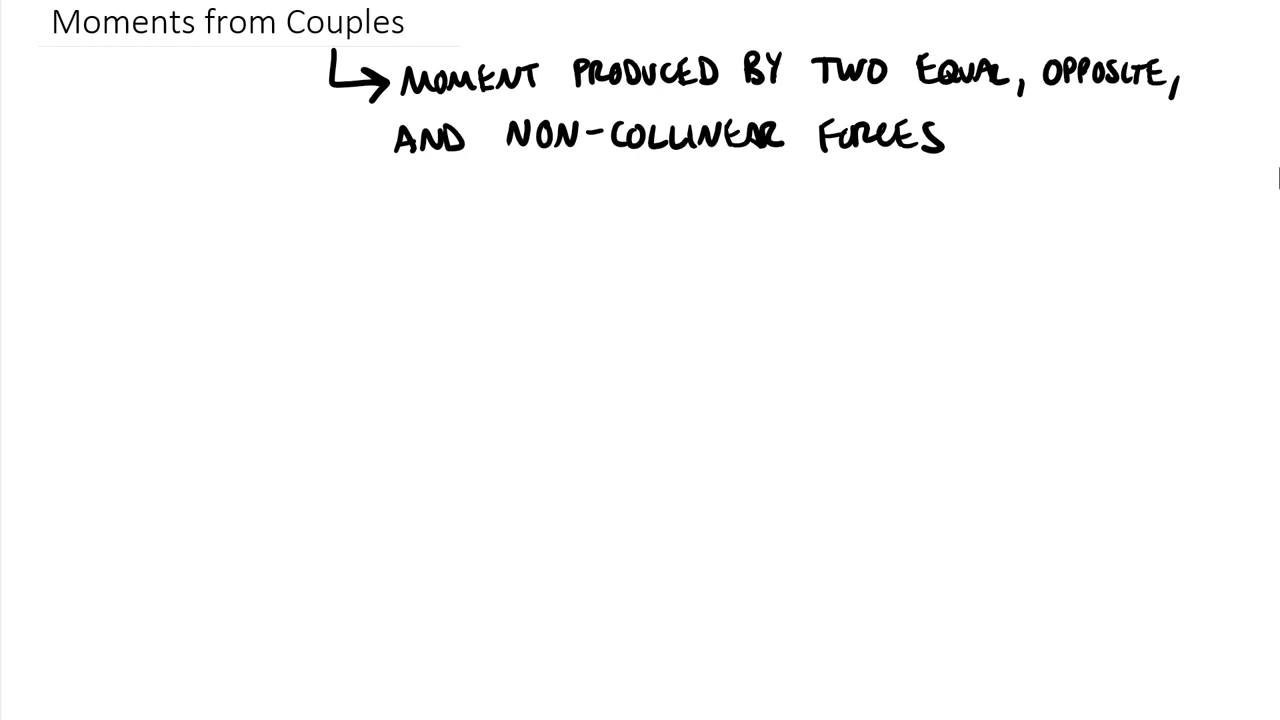 Moments from Couples
MOMENT PRODUCED BY TWO EQUAL, OPPOSITE,
AND NON-COLLINEAR FORCES